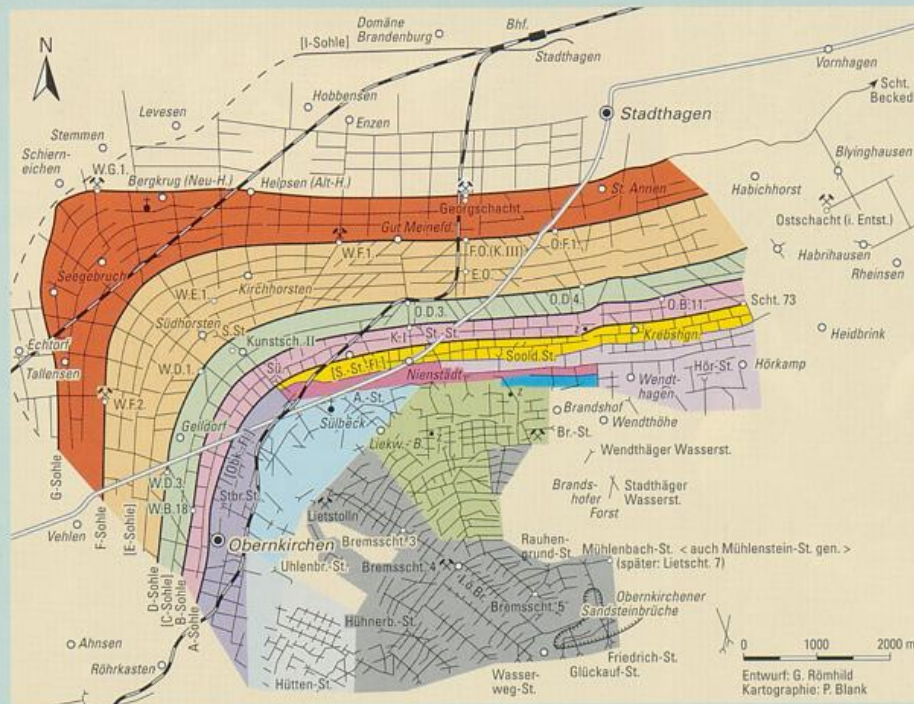 N
Domäne
Brandenburg
Bhf.
[I-Sohle]
Stadthagen
Vornhagen
Scht.
Levesen
Hobbensen
Enzen
Stadthagen
Stemmen
Schiern-
eichen
W.G.1.
Bergkrug (Neu-H.)
Helpsen (Alt-H.)
St. Annen
Blyinghausen
Habichhorst
Georgschacht
Ostschacht (i. Entst.)
Gut Meinefd.
W.F.1.
F.O.(K.III)
O.F.1.
Habrihausen
Rheinsen
Seegebruch
E.O.
Kirchhorsten
W.E.1.
O.D.3.
O.D.4.
O.B.11.
Scht. 73
Südhorsten
S.St.
Kunstsch. II
K-I
St.-St.
Krebshgn.
Heidbrink
Echtorf
Tallensen
W.D.1.
Sü.
[S.-St.-Fl.]
Soold.St.
Nienstädt
Wendt-
hagen
Hör-St.
Hörkamp
W.F.2.
A.-St.
Sülbeck
z
Brandshof
Wendthöhe
Gelldorf
Liekw.-B.
z
Br.-St.
Wendthäger Wasserst.
G-Sohle
W.D.3.
Stbr.St.
Brands-
hofer
Forst
Stadthäger
Wasserst.
Vehlen
F-Sohle
[E-Sohle]
W.B.18
Lietstolln
Obernkirchen
Bremsscht.3
Rauhen-
grund-St.
Mühlenbach-St. < auch Mühlenstein-St. gen. >
(später: Lietscht. 7)
Uhlenbr.-St.
Bremsscht. 4
D-Sohle
[C-Sohle]
B-Sohle
A-Sohle
Bremsscht. 5
Obernkirchener
Sandsteinbrüche
Hühnerb.-St.
Ahnsen
Röhrkasten
Hütten-St.
Wasser-
weg-St.
Friedrich-St.
Glückauf-St.
0 1000 2000 m
Entwurf: G. Römhild
Kartographie: P. Blank